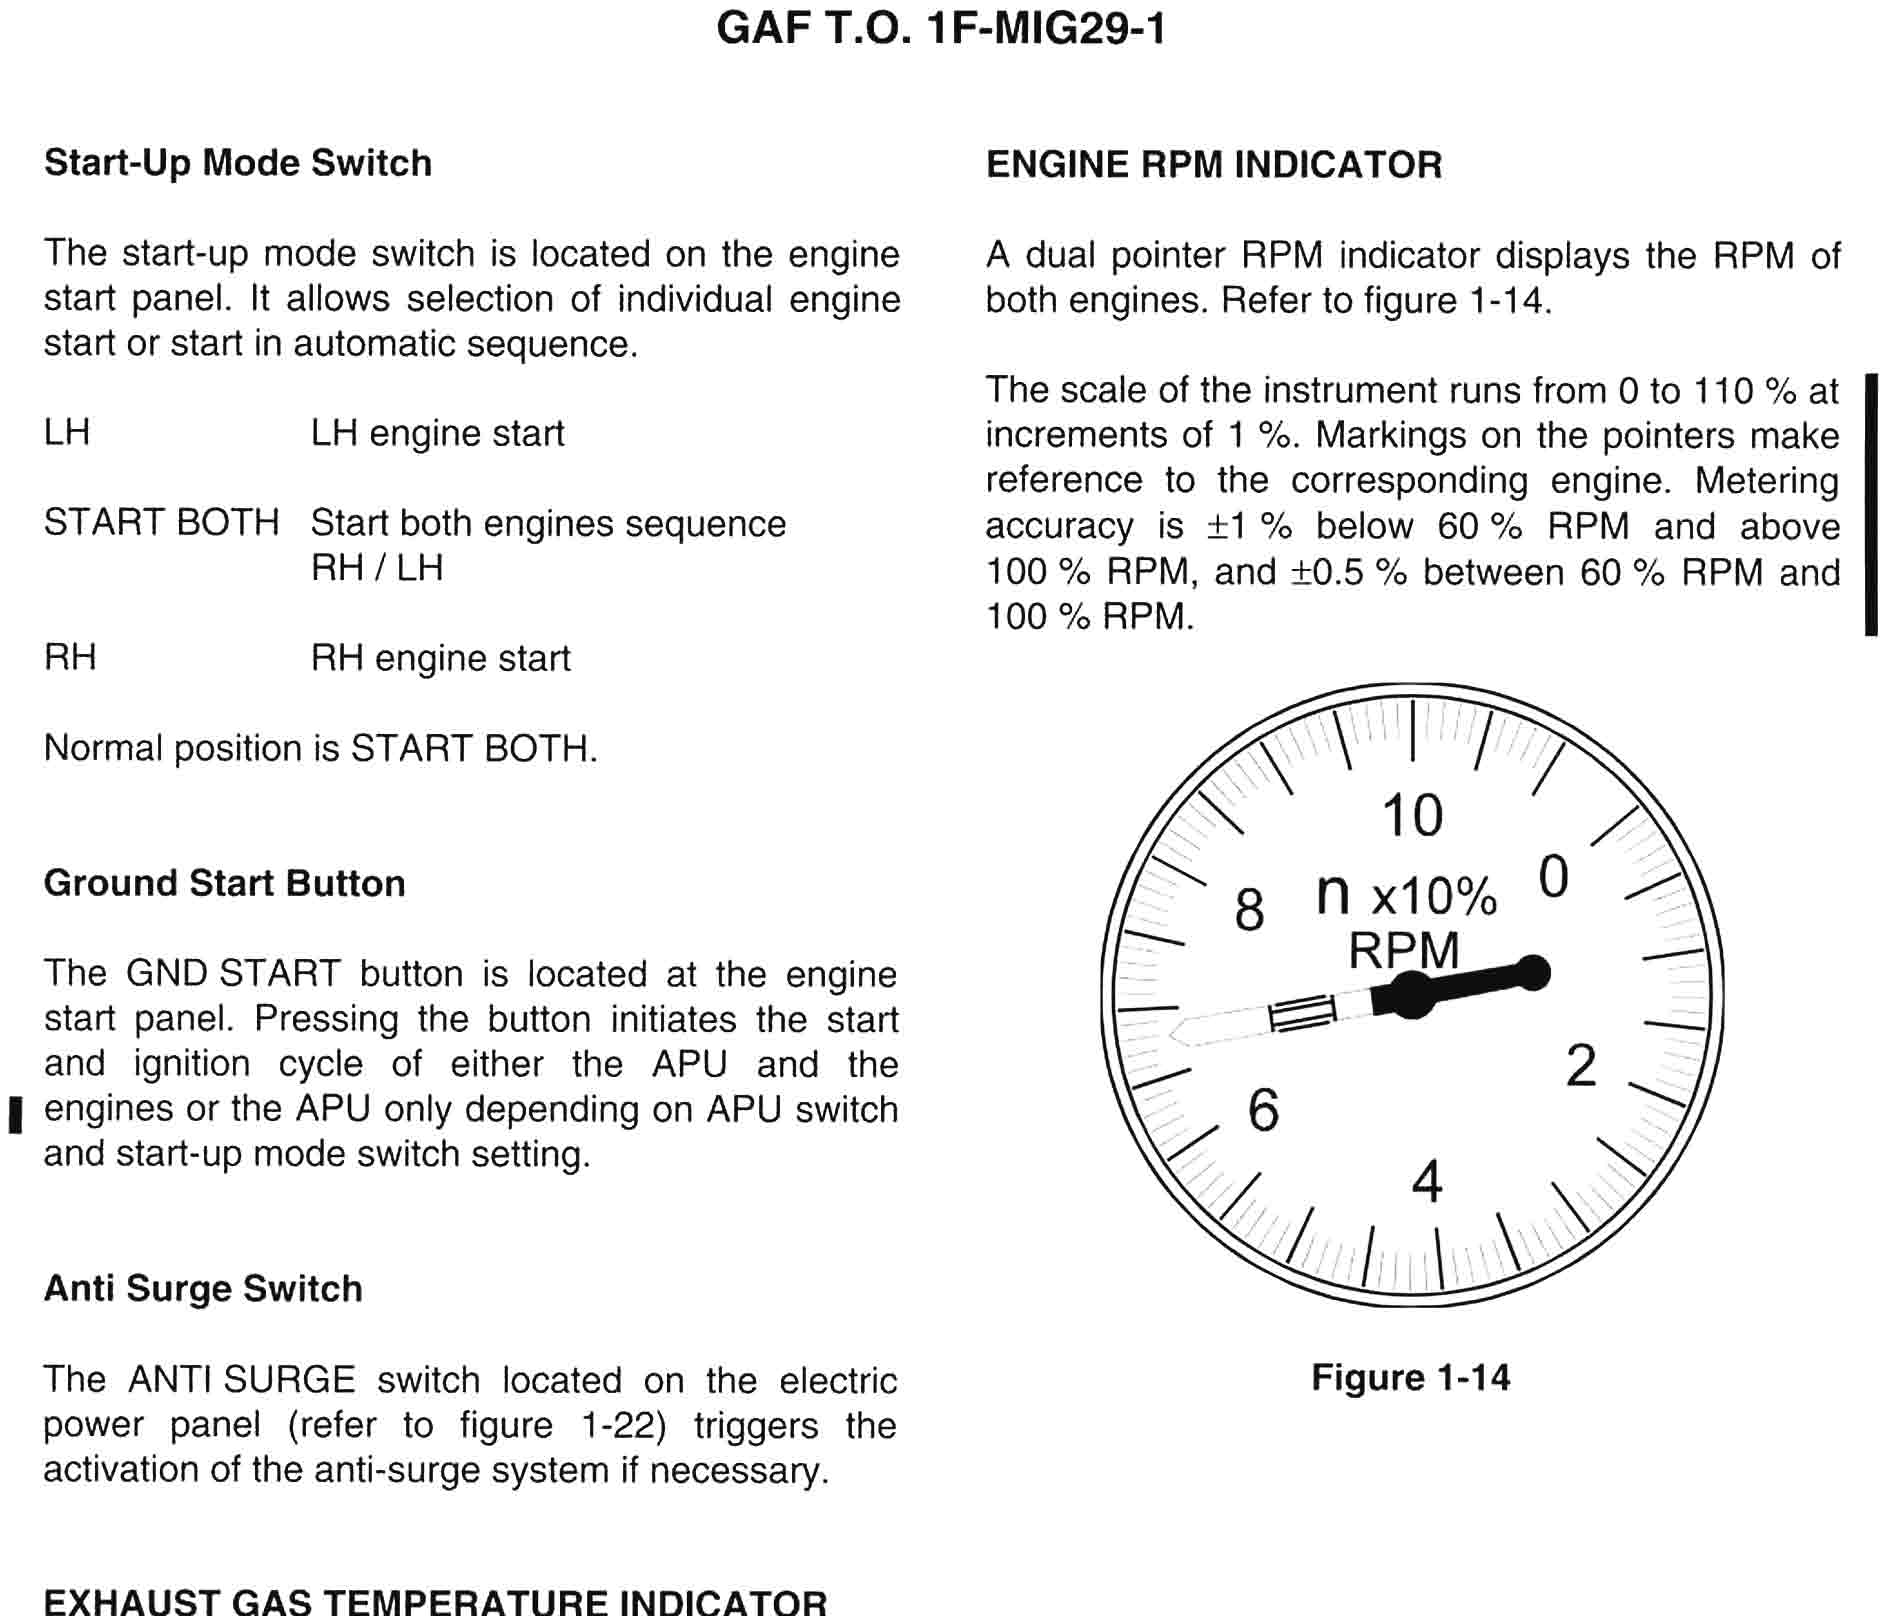 GAF T.O. 1F-MIG29-1
Start-Up Mode Switch
The start-up mode switch is located on the engine
start panel. It allows selection of individual engine
start or start in automatic sequence.
LH LH engine start
START BOTH Start both engines sequence
RH / LH
RH RH engine start
Normal position is START BOTH.
Ground Start Button
The GND START button is located at the engine
start panel. Pressing the button initiates the start
and ignition cycle of either the APU and the
engines or the APU only depending on APU switch
and start-up mode switch setting.
Anti Surge Switch
The ANTI SURGE switch located on the electric
power panel (refer to figure 1-22) triggers the
activation of the anti-surge system if necessary.
EXHAUST GAS TEMPERATURE INDICATOR
ENGINE RPM INDICATOR
A dual pointer RPM indicator displays the RPM of
both engines. Refer to figure 1-14.
The scale of the instrument runs from 0 to 110 % at
increments of 1 %. Markings on the pointers make
reference to the corresponding engine. Metering
accuracy is ±1 % below 60 % RPM and above
100 % RPM, and ±0.5 % between 60 % RPM and
100 % RPM.
10
0
8
n x10%
RPM
2
6
4
Figure 1-14